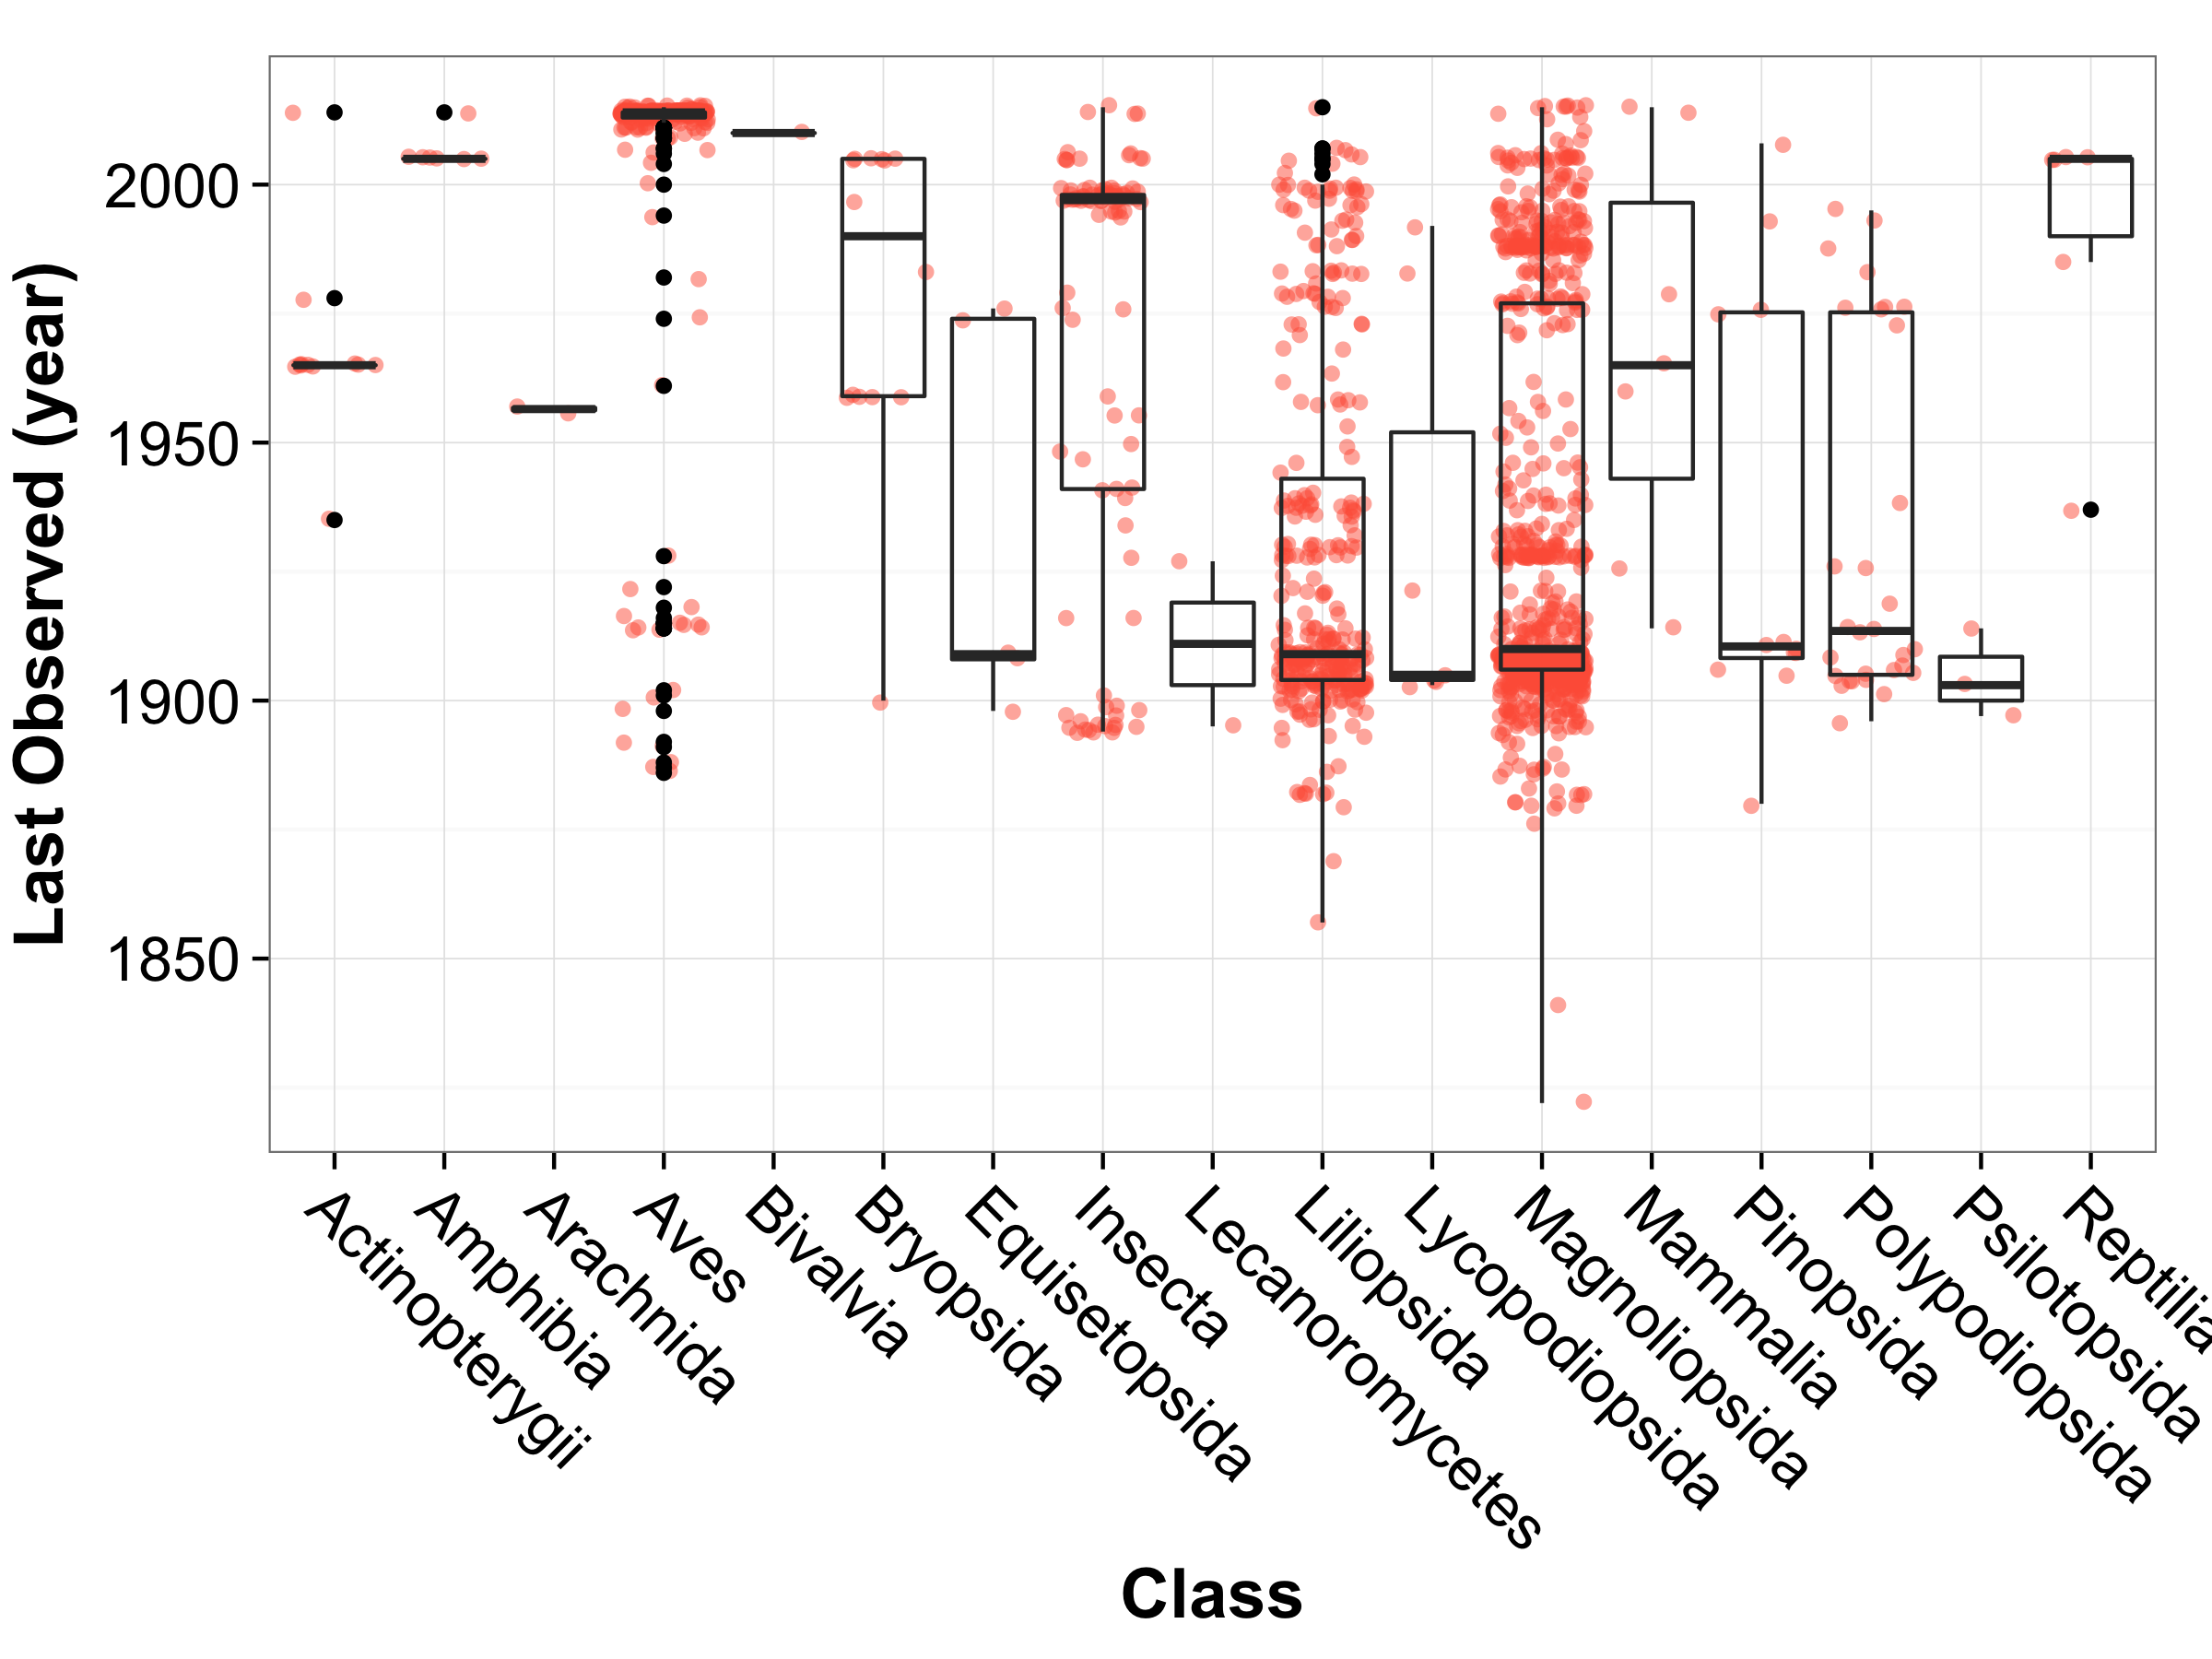 Last Observed (year)
2000
1950
1900
1850
Actinopterygii
Amphibia
Arachnida
Aves
Bivalvia
Bryopsida
Equisetopsida
Insecta
Lecanoromycetes
Liliopsida
Lycopodiopsida
Magnoliopsida
Mammalia
Pinopsida
Polypodiopsida
Psilotopsida
Reptilia
Class